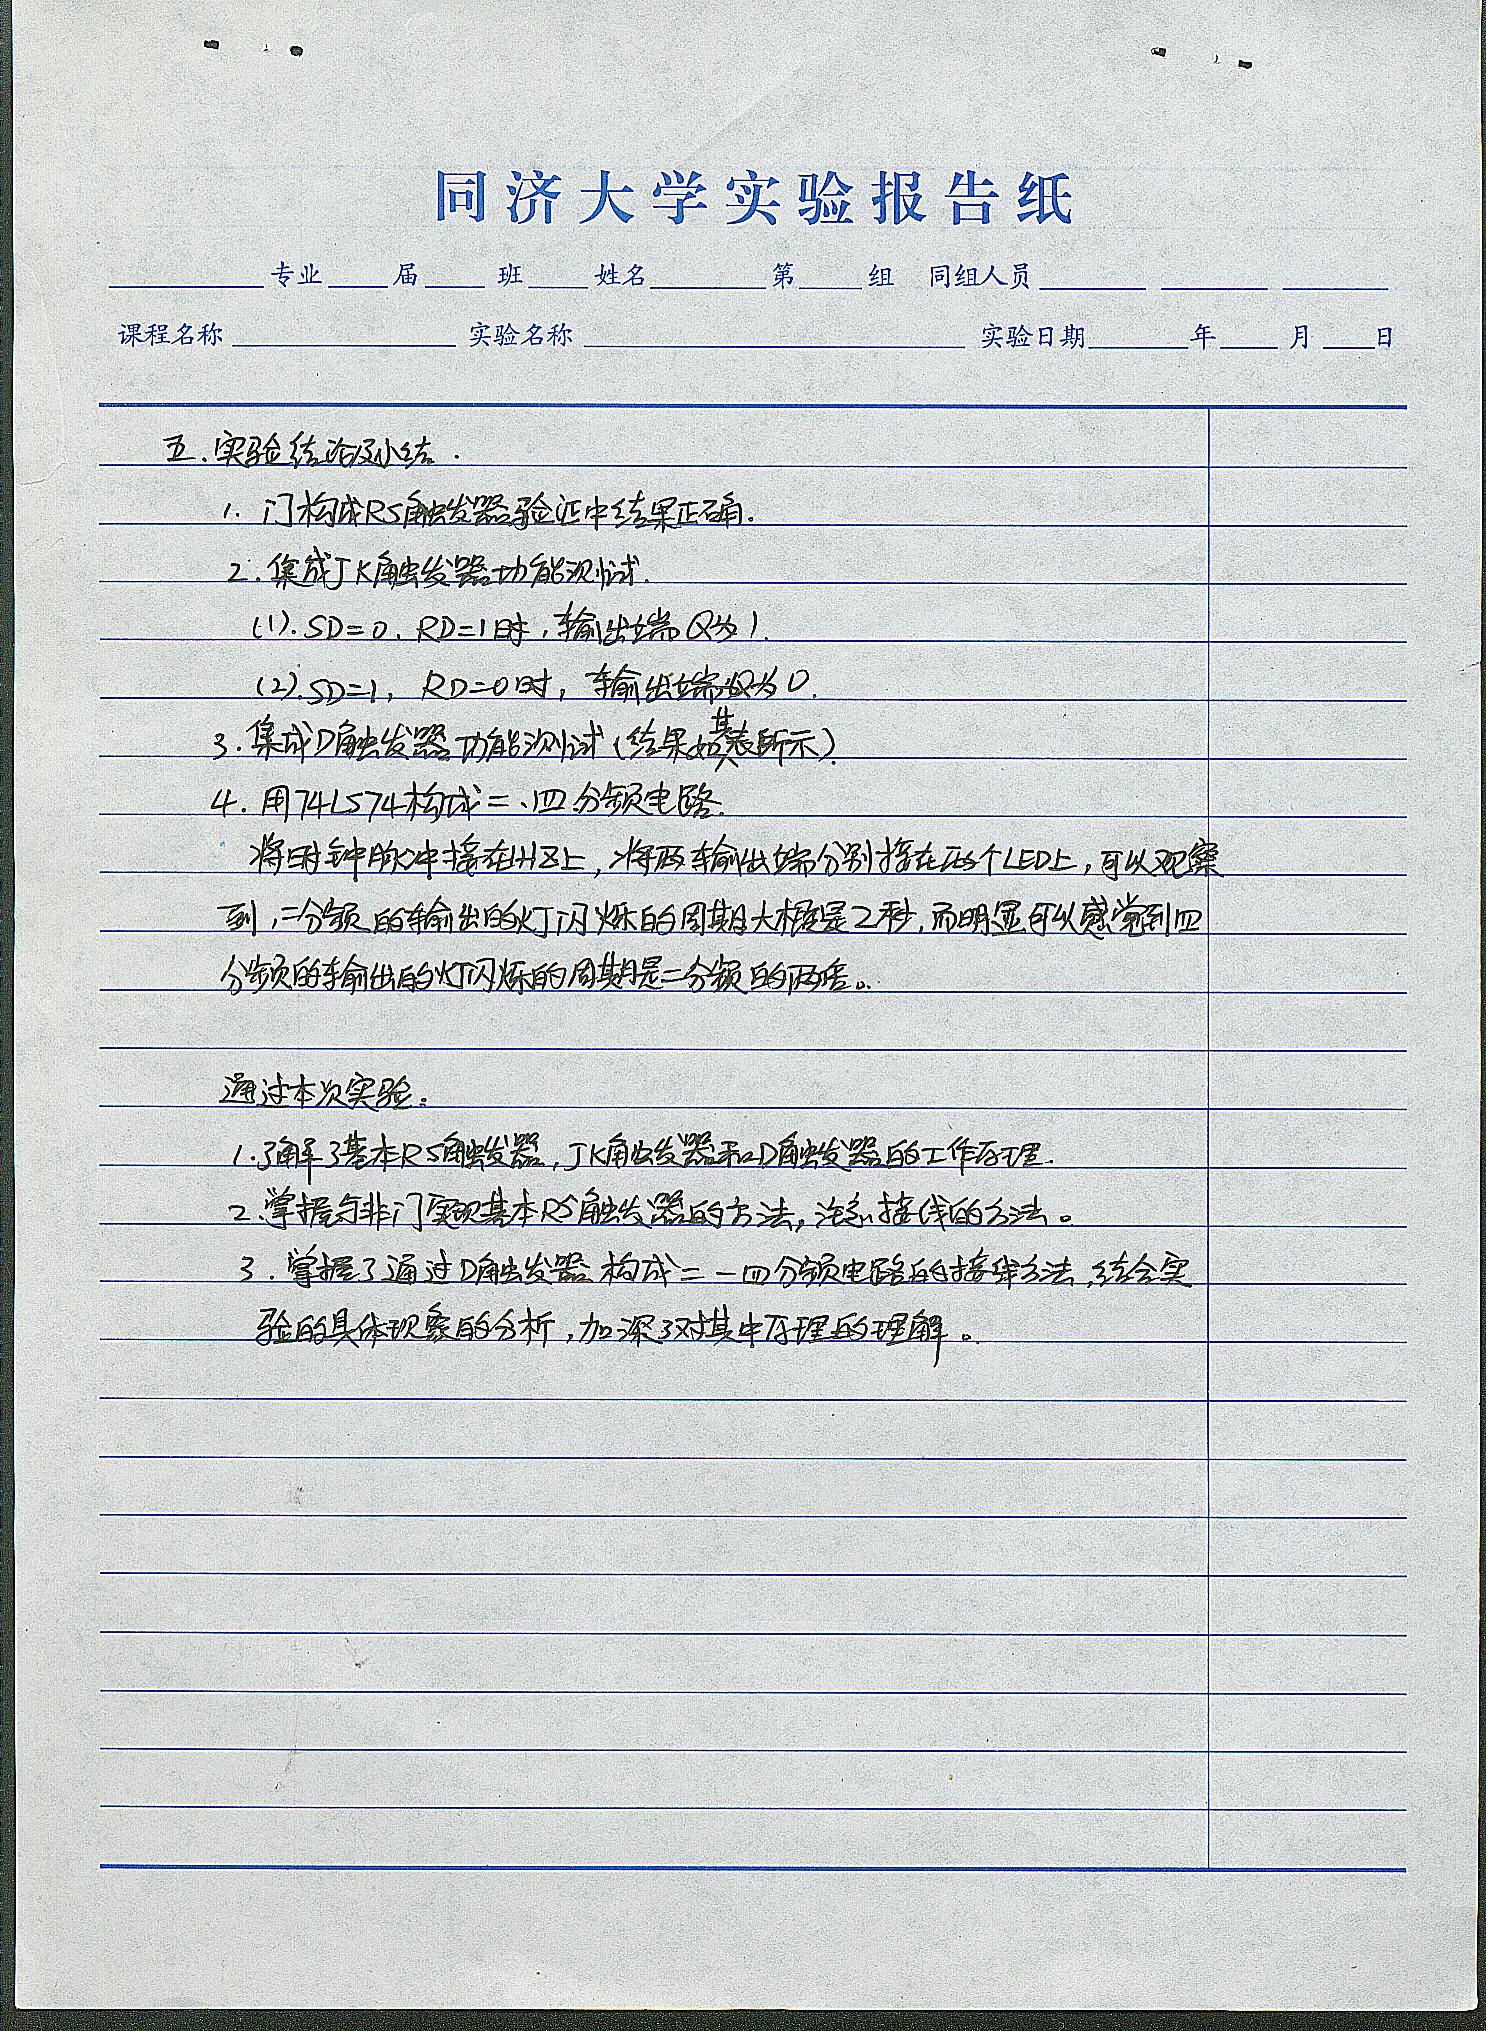 同济大学实验报告纸
专业 届 班 姓名 第 组 同组人员
课程名称 实验名称 实验日期 年 月 日
五.实验结论及小结.
1. 门构成RS触发器验证中结果正确.
2. 集成JK触发器功能测试.
(1). SD=0. RD=1时,输出端Q为1.
(2). SD=1, RD=0时, 输出端Q为0.
3. 集成D触发器功能测试(结果如其表所示).
4. 用74LS74构成二、四分频电路.
将时钟脉冲接在1HZ上,将两输出端分别接在两个LED上,可以观察
到,二分频的输出的灯闪烁的周期大概是2秒,而明显可以感觉到四
分频的输出的灯闪烁的周期是二分频的两倍。
通过本次实验。
1.了解了基本RS触发器,JK触发器和D触发器的工作原理.
2.掌握与非门实现基本RS触发器的方法,注意接线的方法。
3.掌握了通过D触发器构成二一四分频电路的接线方法,结合实
验的具体现象的分析,加深了对其中原理的理解。